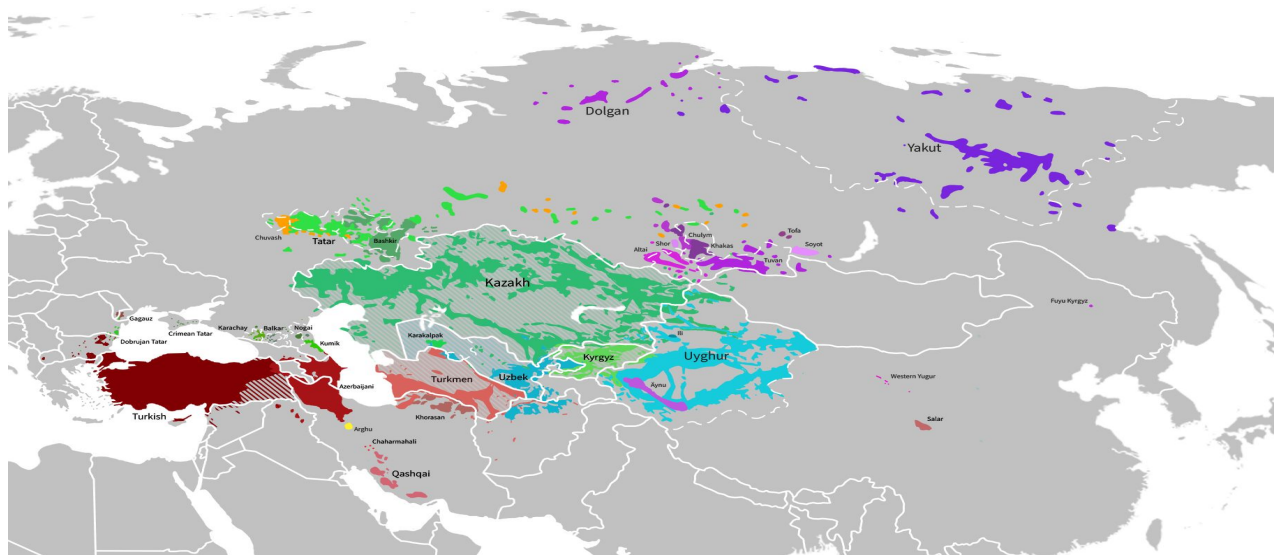 Dolgan
Yakut
Chuvash
Tatar
Bashkir
Chulym
Tofa
Shor
Khakas
Soyot
Altai
Tuvan
Kazakh
Fuyu Kyrgyz
Gagauz
Dobrujan Tatar
Crimean Tatar
Karachay
Balkar
Nogai
Kumik
Karakalpak
Ili
Kyrgyz
Uyghur
Turkmen
Uzbek
Äynu
Western Yugur
Azerbaijani
Turkish
Khorasan
Salar
Arghu
Chaharmahali
Qashqai